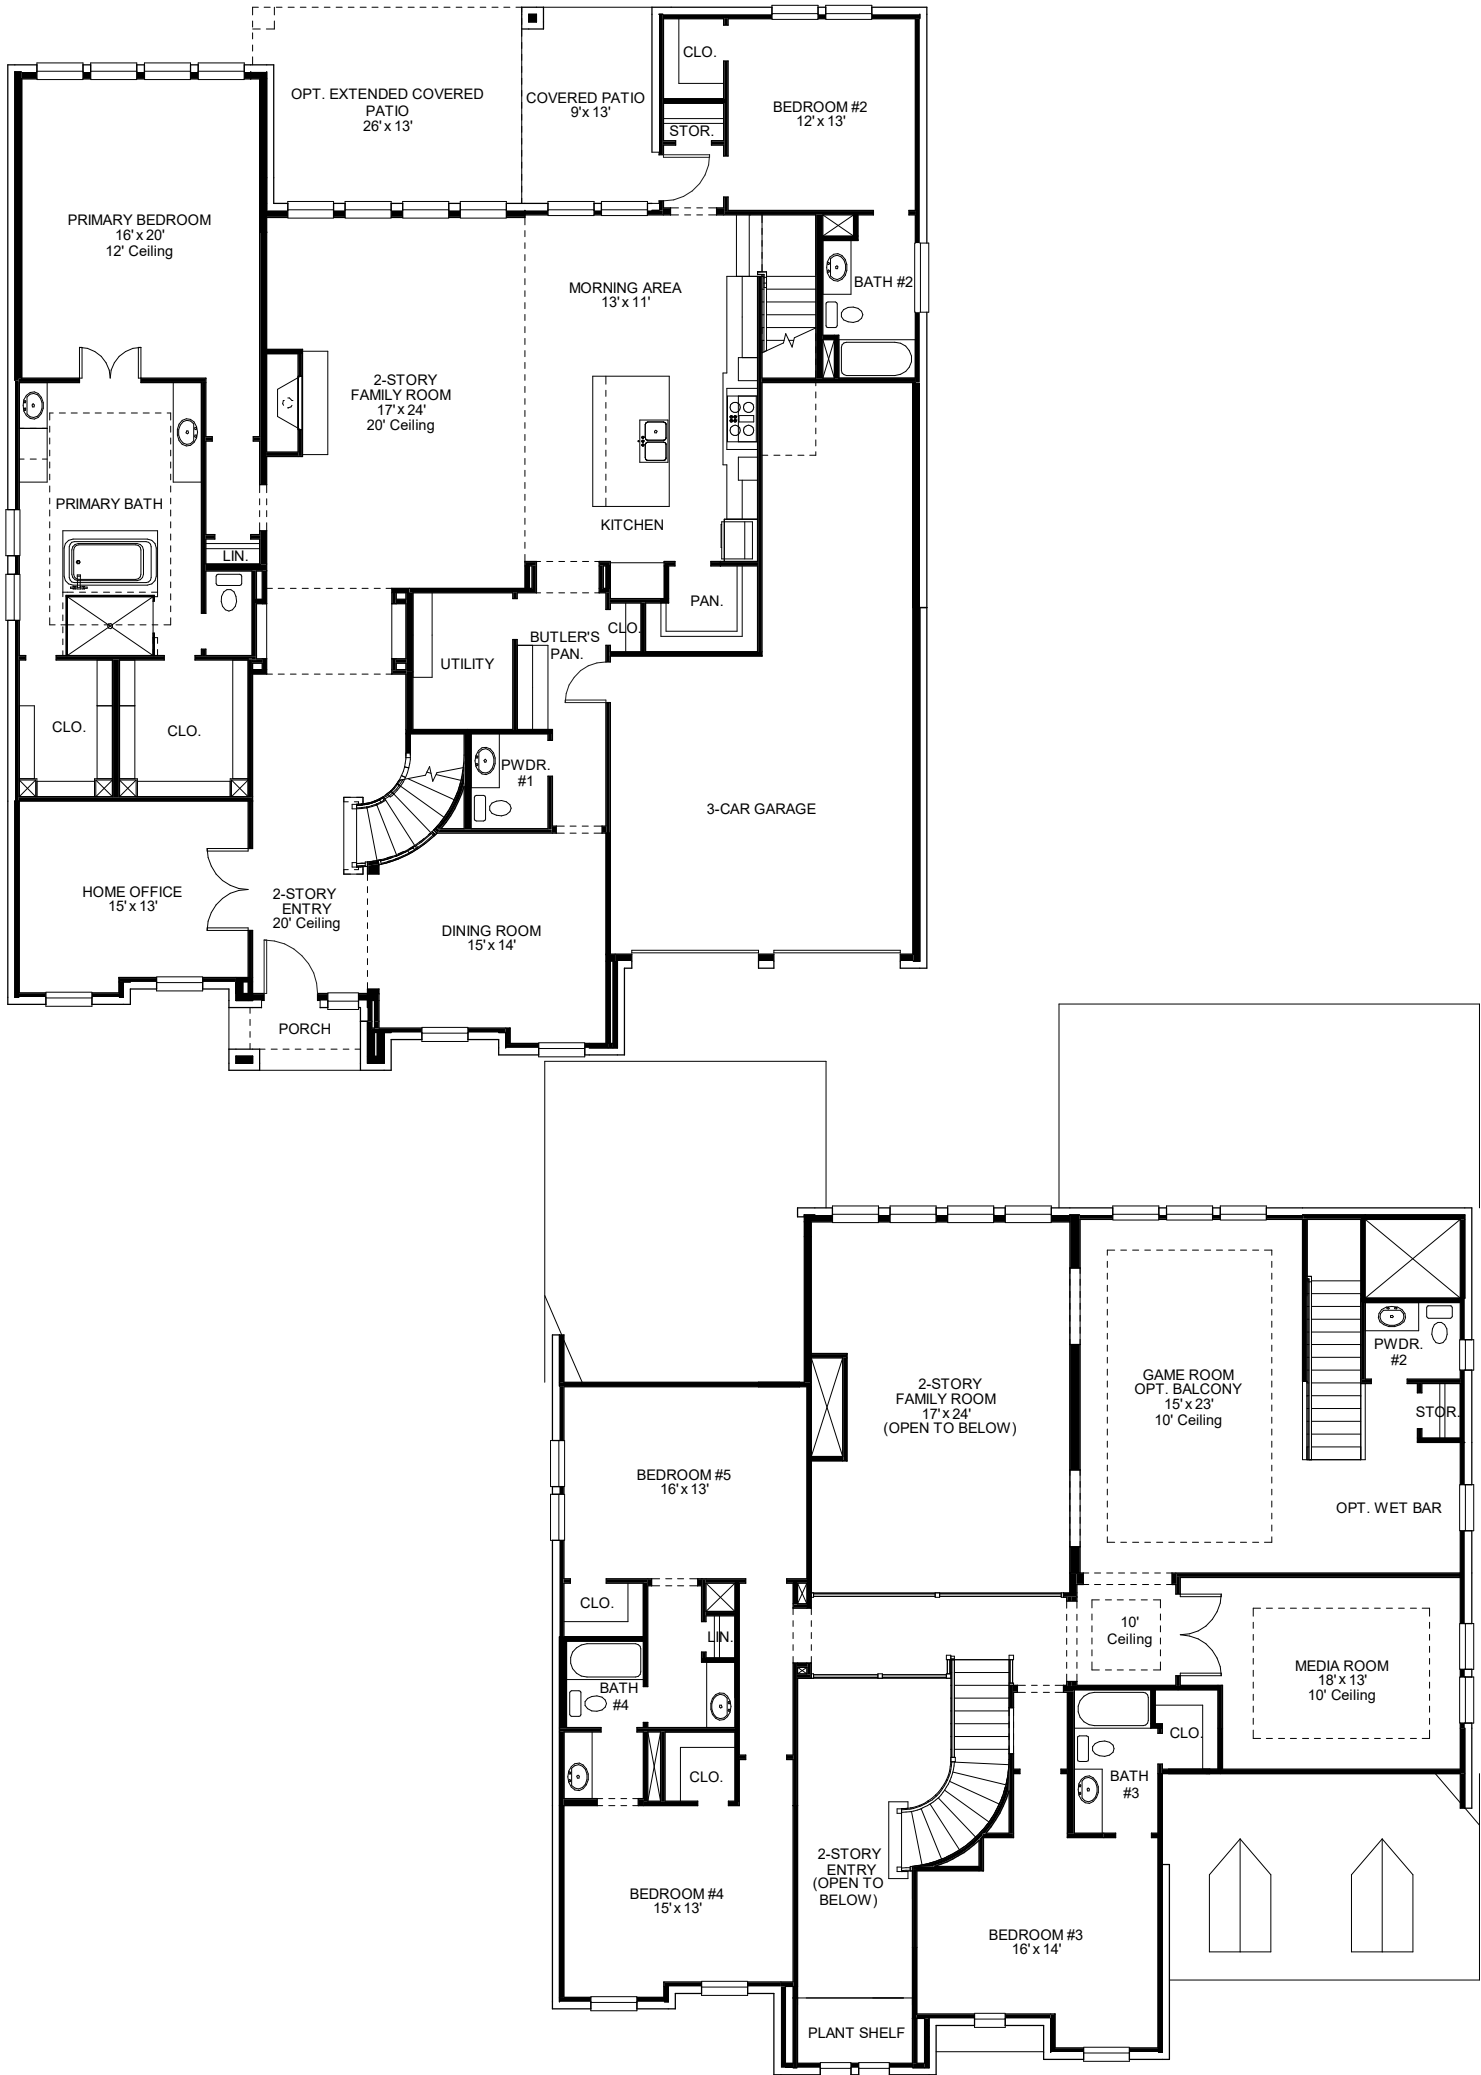 CLO.
OPT. EXTENDED COVERED
PATIO
26' x 13'
COVERED PATIO
9' x 13'
BEDROOM #2
12' x 13'
STOR.
PRIMARY BEDROOM
16' x 20'
12' Ceiling
MORNING AREA
13' x 11'
BATH #2
2-STORY
FAMILY ROOM
17' x 24'
20' Ceiling
PRIMARY BATH
KITCHEN
LIN.
PAN.
CLO.
BUTLER'S
PAN.
UTILITY
CLO.
CLO.
PWDR.
#1
3-CAR GARAGE
HOME OFFICE
15' x 13'
2-STORY
ENTRY
20' Ceiling
DINING ROOM
15' x 14'
PORCH
PWDR.
#2
2-STORY
FAMILY ROOM
17' x 24'
(OPEN TO BELOW)
GAME ROOM
OPT. BALCONY
15' x 23'
10' Ceiling
STOR.
BEDROOM #5
16' x 13'
OPT. WET BAR
CLO.
LIN.
10'
Ceiling
MEDIA ROOM
18' x 13'
10' Ceiling
BATH
#4
CLO.
CLO.
BATH
#3
2-STORY
ENTRY
(OPEN TO
BELOW)
BEDROOM #4
15' x 13'
BEDROOM #3
16' x 14'
PLANT SHELF